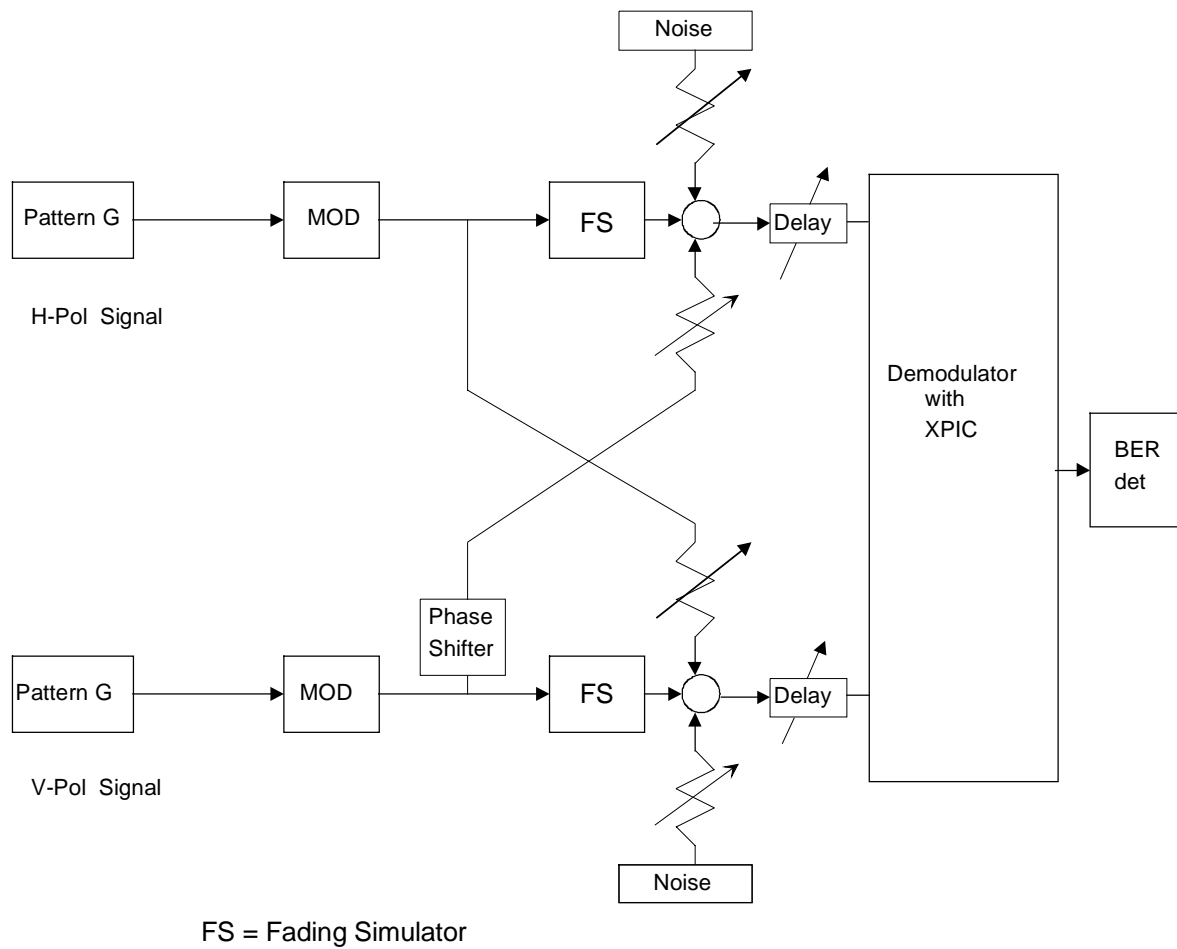 Noise
Pattern G
MOD
FS
Delay
H-Pol Signal
Demodulator
with
XPIC
BER
det
Phase
Shifter
Pattern G
MOD
FS
Delay
V-Pol Signal
Noise
FS = Fading Simulator